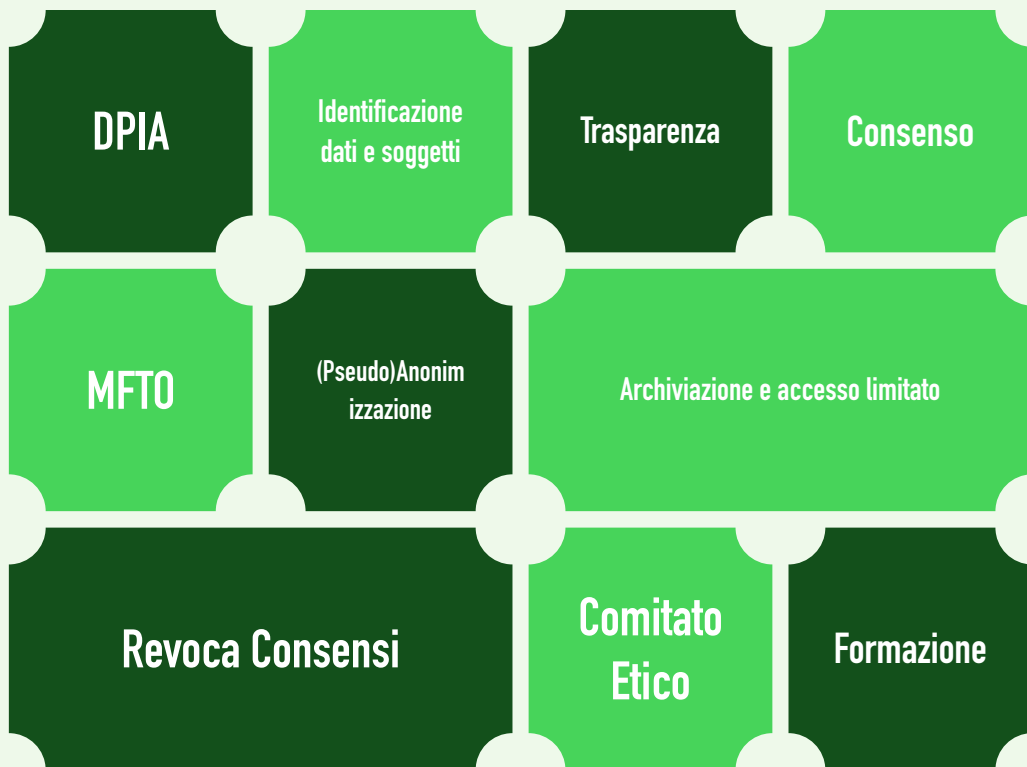 DPIA
Identificazione
dati e soggetti
Trasparenza
Consenso
MFTO
(Pseudo)Anonim
izzazione
Archiviazione e accesso limitato
Revoca Consensi
Comitato
Etico
Formazione